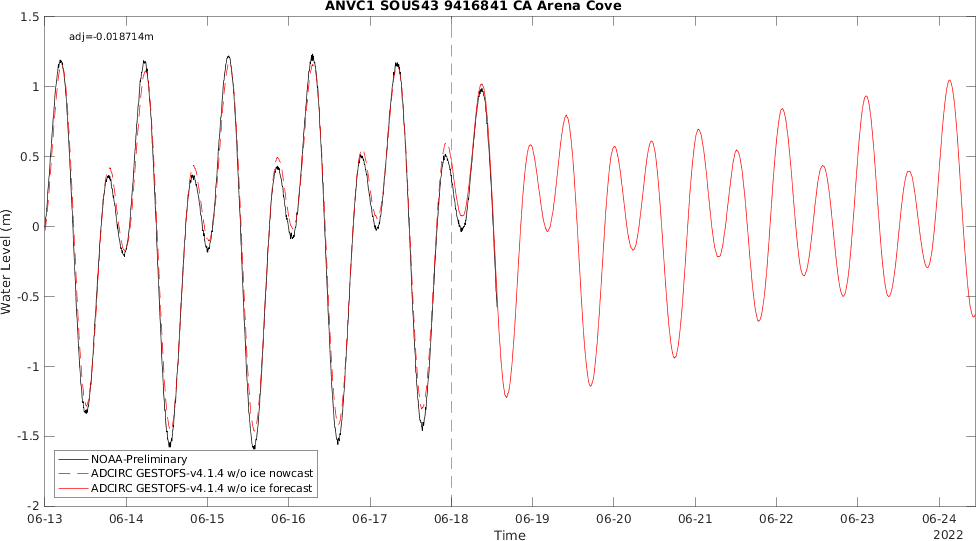 ANVC1 SOUS43 9416841 CA Arena Cove
adj=-0.018714m
1.5
1
0.5
0
-0.5
-1
-1.5
-2
Water Level (m)
NOAA-Preliminary
ADCIRC GESTOFS-v4.1.4 w/o ice nowcast
ADCIRC GESTOFS-v4.1.4 w/o ice forecast
06-13 06-14 06-15 06-16 06-17 06-18 06-19 06-20 06-21 06-22 06-23 06-24
Time
2022